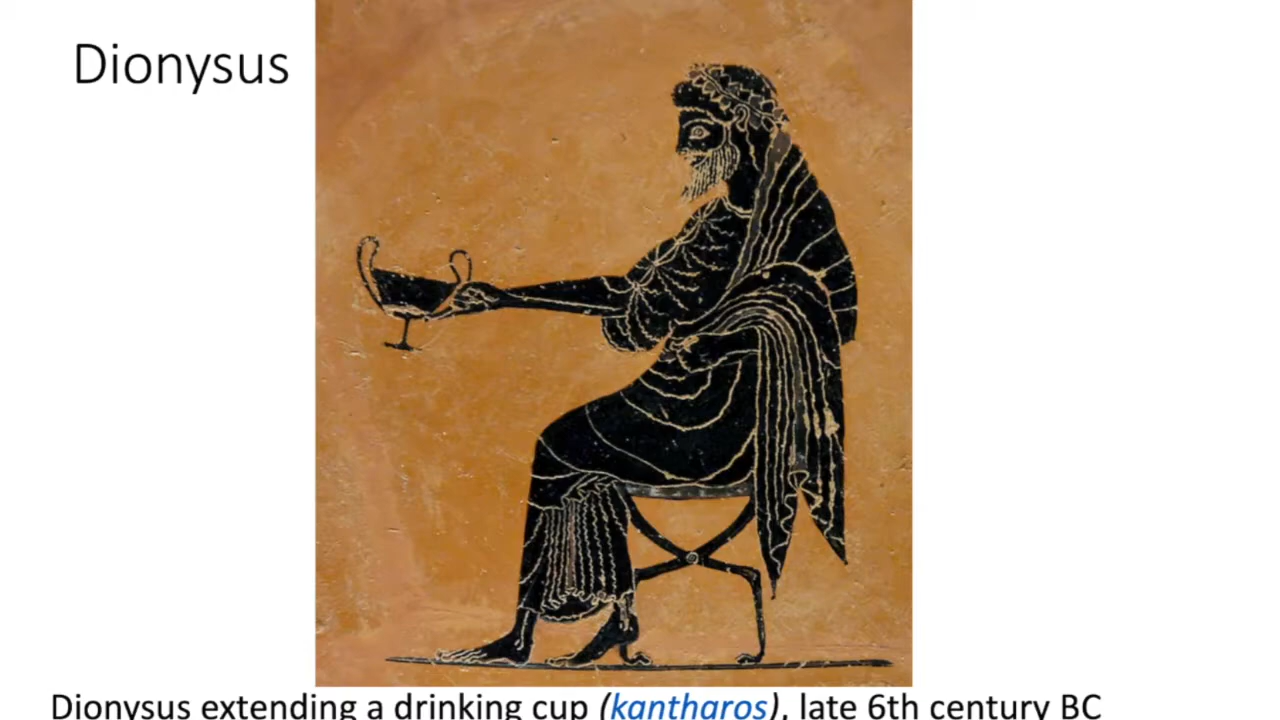 Dionysus
Dionysus extending a drinking cup (kantharos), late 6th century BC